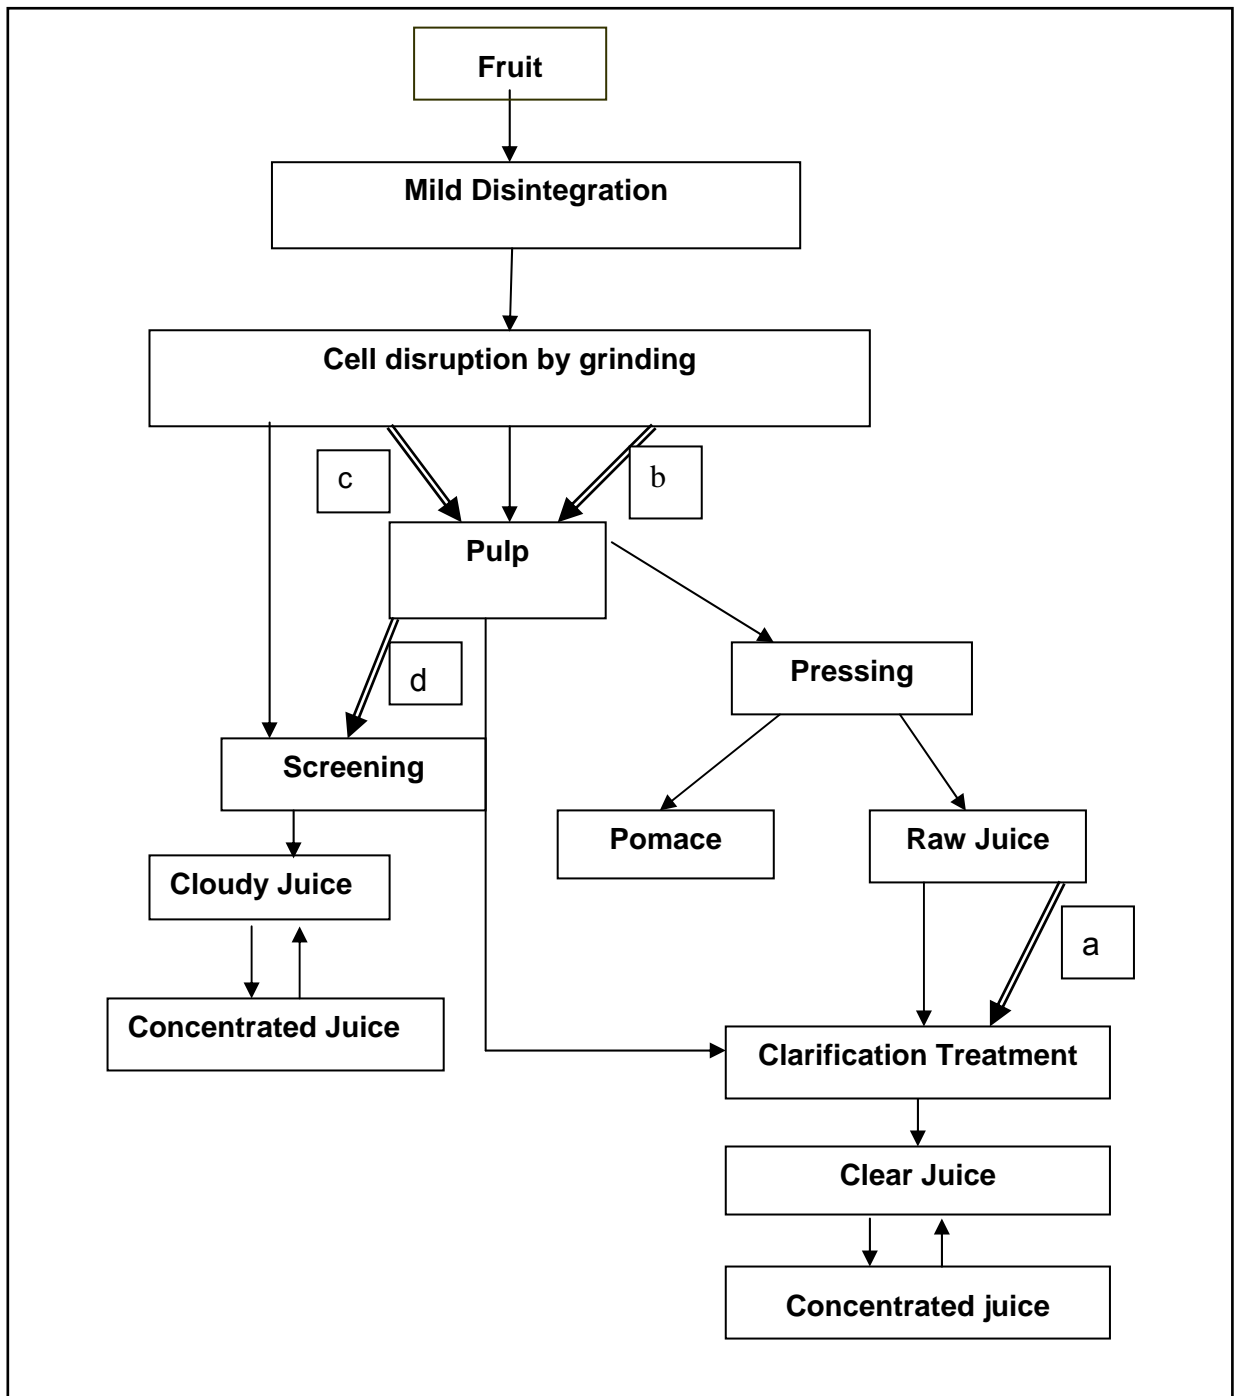 Fruit
Mild Disintegration
Cell disruption by grinding
c
b
Pulp
d
Pressing
Screening
Pomace
Raw Juice
Cloudy Juice
a
Concentrated Juice
Clarification Treatment
Clear Juice
Concentrated juice